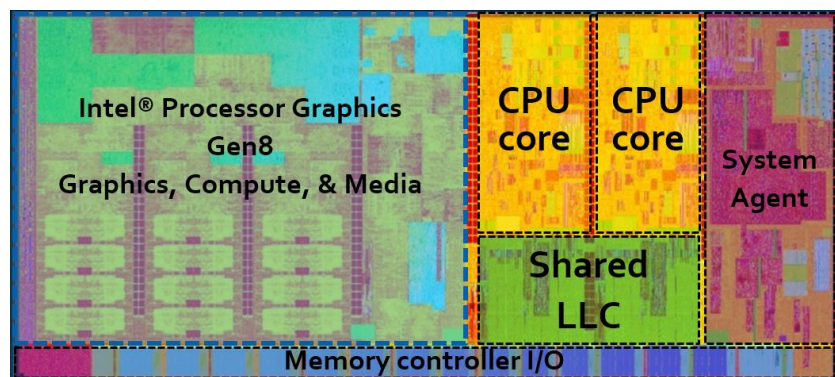 Intel® Processor Graphics
Gen8
Graphics, Compute, & Media
CPU
core
CPU
core
System
Agent
Shared
LLC
Memory controller I/O